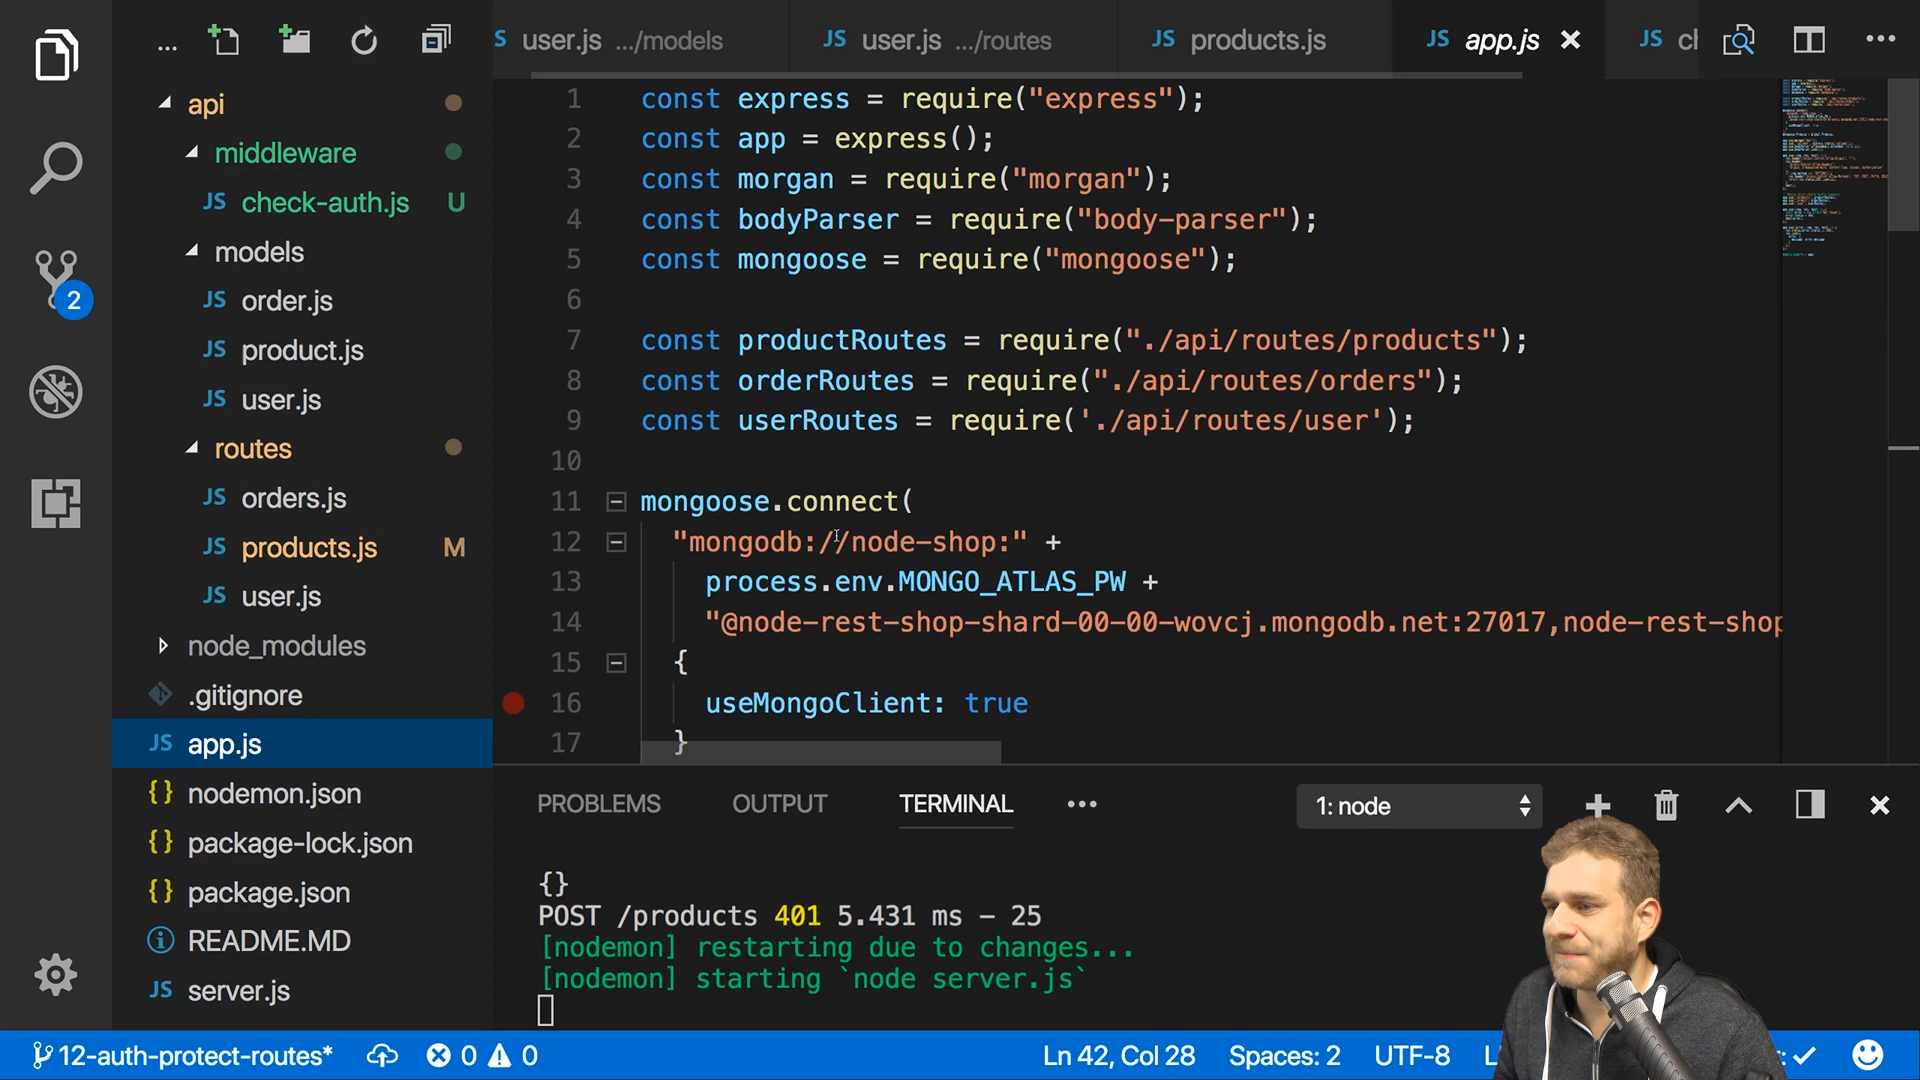 ...
user.js .../models
JS user.js .../routes
JS products.js
JS app.js
JS
api
middleware
JS check-auth.js U
models
JS order.js
JS product.js
JS user.js
routes
JS orders.js
JS products.js M
JS user.js
node_modules
.gitignore
JS app.js
{} nodemon.json
{} package-lock.json
{} package.json
README.MD
JS server.js
2
1 const express = require("express");
2 const app = express();
3 const morgan = require("morgan");
4 const bodyParser = require("body-parser");
5 const mongoose = require("mongoose");
6
7 const productRoutes = require("./api/routes/products");
8 const orderRoutes = require("./api/routes/orders");
9 const userRoutes = require('./api/routes/user');
10
11 mongoose.connect(
12 "mongodb://node-shop:" +
13 process.env.MONGO_ATLAS_PW +
14 "@node-rest-shop-shard-00-00-wovcj.mongodb.net:27017,node-rest-shop
15 {
16 useMongoClient: true
17 }
PROBLEMS OUTPUT TERMINAL ... 1: node
{}
POST /products 401 5.431 ms - 25
[nodemon] restarting due to changes...
[nodemon] starting `node server.js`
12-auth-protect-routes* 0 0 Ln 42, Col 28 Spaces: 2 UTF-8